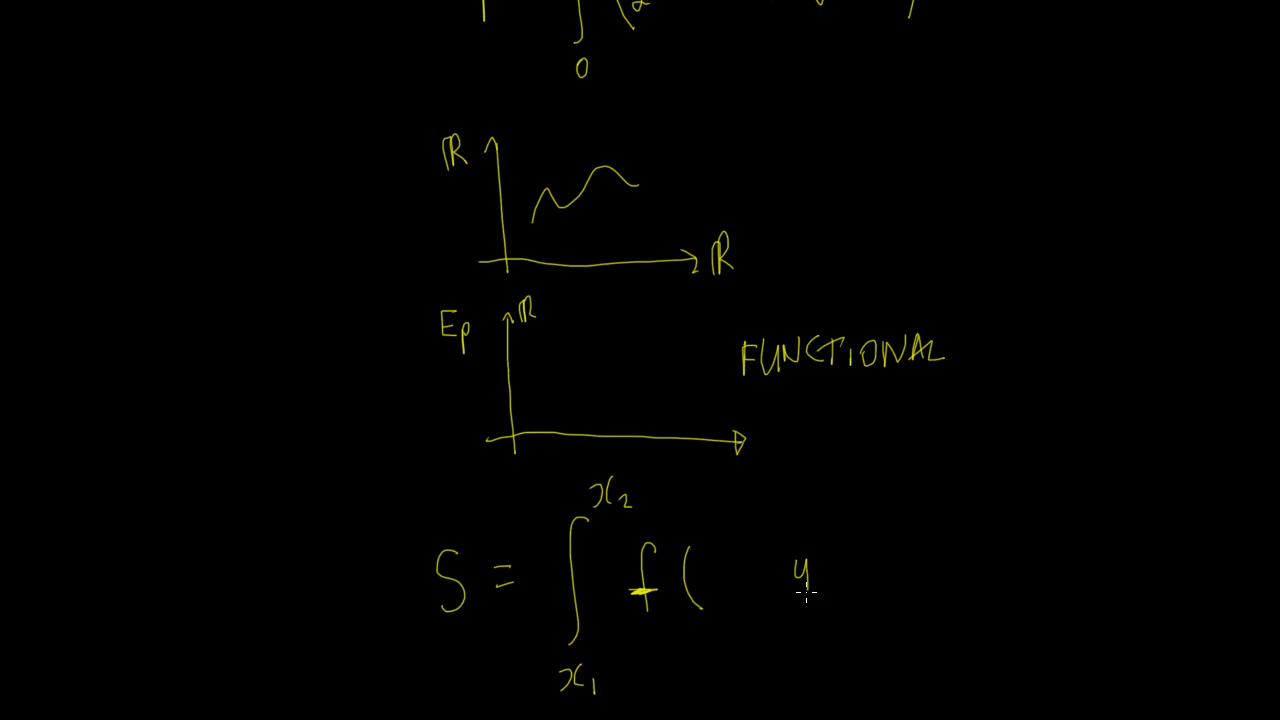 ∫
0
ℝ
ℝ
Ep ℝ
FUNCTIONAL
x₂
S = ∫ f ( y
x₁